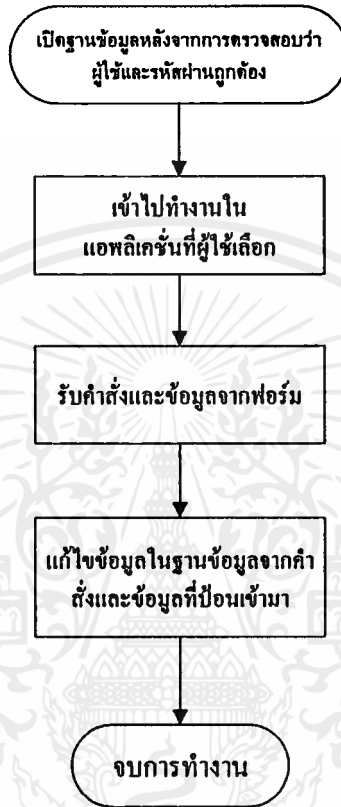 เปิดฐานข้อมูลหลังจากการตรวจสอบว่า
ผู้ใช้และรหัสผ่านถูกต้อง
เข้าไปทำงานใน
แอพลิเคชั่นที่ผู้ใช้เลือก
รับคำสั่งและข้อมูลจากฟอร์ม
แก้ไขข้อมูลในฐานข้อมูลจากคำ
สั่งและข้อมูลที่ป้อนเข้ามา
จบการทำงาน